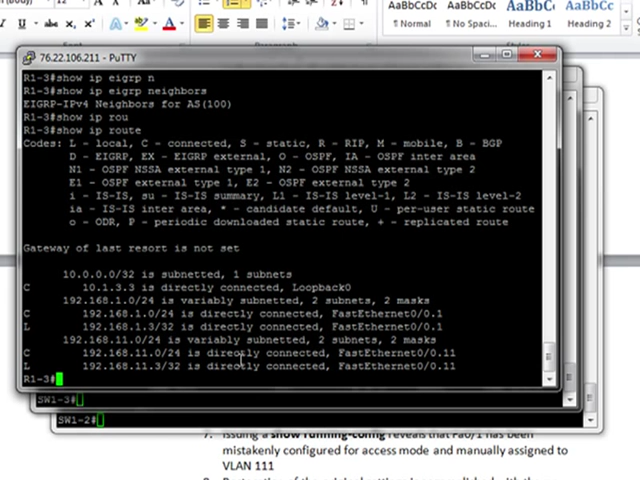 AaBbCcDc AaBbCcDc AaBbC AaBbCc
¶ Normal ¶ No Spaci... Heading 1 Heading 2
Styles
76.22.106.211 - PuTTY
R1-3#show ip eigrp n
R1-3#show ip eigrp neighbors
EIGRP-IPv4 Neighbors for AS(100)
R1-3#show ip rou
R1-3#show ip route
Codes: L - local, C - connected, S - static, R - RIP, M - mobile, B - BGP
D - EIGRP, EX - EIGRP external, O - OSPF, IA - OSPF inter area
N1 - OSPF NSSA external type 1, N2 - OSPF NSSA external type 2
E1 - OSPF external type 1, E2 - OSPF external type 2
i - IS-IS, su - IS-IS summary, L1 - IS-IS level-1, L2 - IS-IS level-2
ia - IS-IS inter area, * - candidate default, U - per-user static route
o - ODR, P - periodic downloaded static route, + - replicated route
Gateway of last resort is not set
10.0.0.0/32 is subnetted, 1 subnets
C 10.1.3.3 is directly connected, Loopback0
192.168.1.0/24 is variably subnetted, 2 subnets, 2 masks
C 192.168.1.0/24 is directly connected, FastEthernet0/0.1
L 192.168.1.3/32 is directly connected, FastEthernet0/0.1
192.168.11.0/24 is variably subnetted, 2 subnets, 2 masks
C 192.168.11.0/24 is directly connected, FastEthernet0/0.11
L 192.168.11.3/32 is directly connected, FastEthernet0/0.11
R1-3#
SW1-3#
SW1-2#
7. Issuing a show running-config reveals that Fa0/1 has been
mistakenly configured for access mode and manually assigned to
VLAN 111